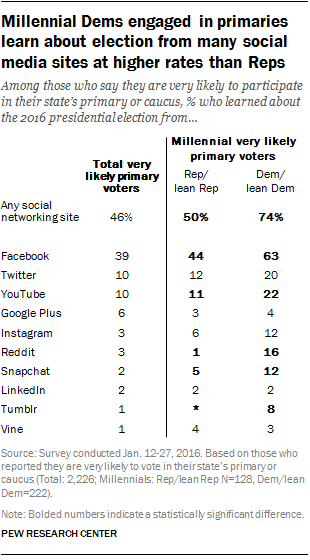 Millennial Dems engaged in primaries
learn about election from many social
media sites at higher rates than Reps
Among those who say they are very likely to participate
in their state's primary or caucus, % who learned about
the 2016 presidential election from...
Millennial very likely
primary voters
Total very
likely primary
voters
Rep/
lean Rep
Dem/
lean Dem
Any social
networking site 46% 50% 74%
Facebook 39 44 63
Twitter 10 12 20
YouTube 10 11 22
Google Plus 6 3 4
Instagram 3 6 12
Reddit 3 1 16
Snapchat 2 5 12
LinkedIn 2 2 2
Tumblr 1 * 8
Vine 1 4 3
Source: Survey conducted Jan. 12-27, 2016. Based on those who
reported they are very likely to vote in their state's primary or
caucus (Total: 2,226; Millennials: Rep/lean Rep N=128, Dem/lean
Dem=222).
Note: Bolded numbers indicate a statistically significant difference.
PEW RESEARCH CENTER